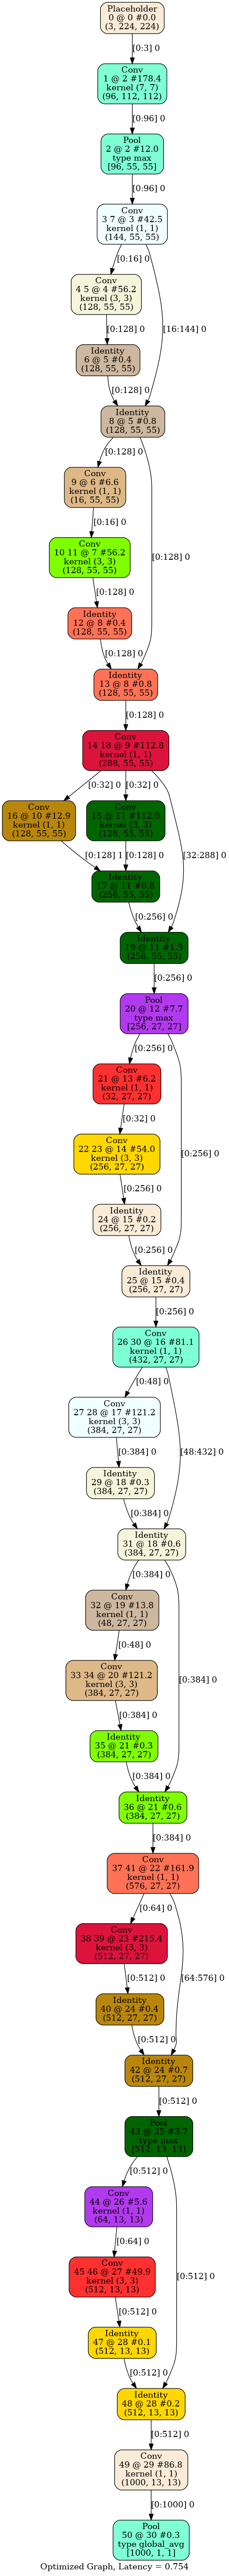 Placeholder
0 @ 0 #0.0
(3, 224, 224)
[0:3] 0
Conv
1 @ 2 #178.4
kernel (7, 7)
(96, 112, 112)
[0:96] 0
Pool
2 @ 2 #12.0
type max
[96, 55, 55]
[0:96] 0
Conv
3 7 @ 3 #42.5
kernel (1, 1)
(144, 55, 55)
[0:16] 0
[16:144] 0
Conv
4 5 @ 4 #56.2
kernel (3, 3)
(128, 55, 55)
[0:128] 0
Identity
6 @ 5 #0.4
(128, 55, 55)
[0:128] 0
Identity
8 @ 5 #0.8
(128, 55, 55)
[0:128] 0
Conv
9 @ 6 #6.6
kernel (1, 1)
(16, 55, 55)
[0:16] 0
[0:128] 0
Conv
10 11 @ 7 #56.2
kernel (3, 3)
(128, 55, 55)
[0:128] 0
Identity
12 @ 8 #0.4
(128, 55, 55)
[0:128] 0
Identity
13 @ 8 #0.8
(128, 55, 55)
[0:128] 0
Conv
14 18 @ 9 #112.8
kernel (1, 1)
(288, 55, 55)
[0:32] 0
[0:32] 0
Conv
16 @ 10 #12.9
kernel (1, 1)
(128, 55, 55)
Conv
15 @ 11 #112.0
kernel (3, 3)
(128, 55, 55)
[0:128] 1
[0:128] 0
[32:288] 0
Identity
17 @ 11 #0.8
(256, 55, 55)
[0:256] 0
Identity
19 @ 11 #1.5
(256, 55, 55)
[0:256] 0
Pool
20 @ 12 #7.7
type max
[256, 27, 27]
[0:256] 0
Conv
21 @ 13 #6.2
kernel (1, 1)
(32, 27, 27)
[0:32] 0
[0:256] 0
Conv
22 23 @ 14 #54.0
kernel (3, 3)
(256, 27, 27)
[0:256] 0
Identity
24 @ 15 #0.2
(256, 27, 27)
[0:256] 0
Identity
25 @ 15 #0.4
(256, 27, 27)
[0:256] 0
Conv
26 30 @ 16 #81.1
kernel (1, 1)
(432, 27, 27)
[0:48] 0
Conv
27 28 @ 17 #121.2
kernel (3, 3)
(384, 27, 27)
[0:384] 0
[48:432] 0
Identity
29 @ 18 #0.3
(384, 27, 27)
[0:384] 0
Identity
31 @ 18 #0.6
(384, 27, 27)
[0:384] 0
Conv
32 @ 19 #13.8
kernel (1, 1)
(48, 27, 27)
[0:48] 0
[0:384] 0
Conv
33 34 @ 20 #121.2
kernel (3, 3)
(384, 27, 27)
[0:384] 0
Identity
35 @ 21 #0.3
(384, 27, 27)
[0:384] 0
Identity
36 @ 21 #0.6
(384, 27, 27)
[0:384] 0
Conv
37 41 @ 22 #161.9
kernel (1, 1)
(576, 27, 27)
[0:64] 0
Conv
38 39 @ 23 #215.4
kernel (3, 3)
(512, 27, 27)
[0:512] 0
[64:576] 0
Identity
40 @ 24 #0.4
(512, 27, 27)
[0:512] 0
Identity
42 @ 24 #0.7
(512, 27, 27)
[0:512] 0
Pool
43 @ 25 #3.7
type max
[512, 13, 13]
[0:512] 0
Conv
44 @ 26 #5.6
kernel (1, 1)
(64, 13, 13)
[0:64] 0
[0:512] 0
Conv
45 46 @ 27 #49.9
kernel (3, 3)
(512, 13, 13)
[0:512] 0
Identity
47 @ 28 #0.1
(512, 13, 13)
[0:512] 0
Identity
48 @ 28 #0.2
(512, 13, 13)
[0:512] 0
Conv
49 @ 29 #86.8
kernel (1, 1)
(1000, 13, 13)
[0:1000] 0
Pool
50 @ 30 #0.3
type global_avg
[1000, 1, 1]
Optimized Graph, Latency = 0.754